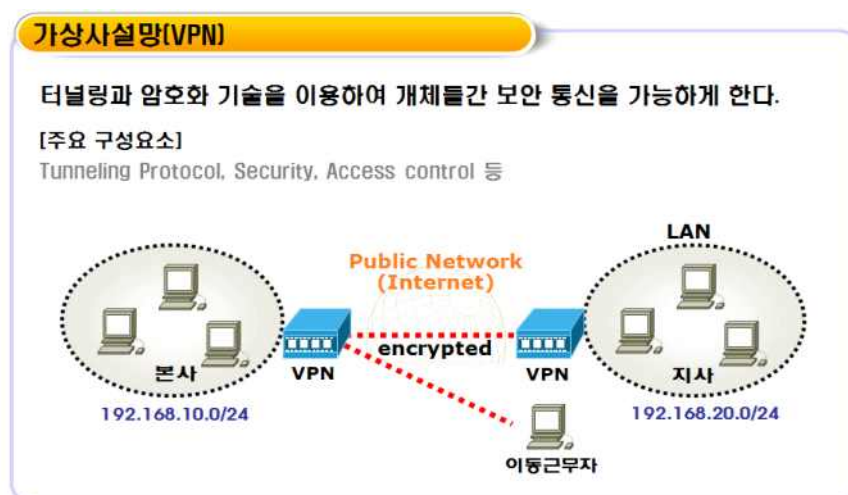 가상사설망(VPN)
터널링과 암호화 기술을 이용하여 개체들간 보안 통신을 가능하게 한다.
[주요 구성요소]
Tunneling Protocol, Security, Access control 등
LAN
Public Network
(Internet)
encrypted
본사
VPN
VPN
지사
192.168.10.0/24
192.168.20.0/24
이동근무자